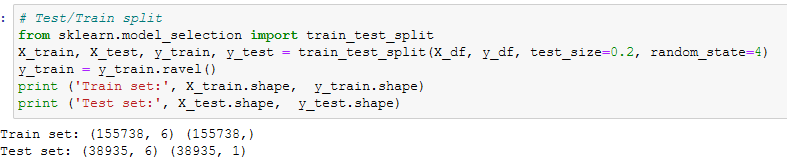 : # Test/Train split
from sklearn.model_selection import train_test_split
X_train, X_test, y_train, y_test = train_test_split(X_df, y_df, test_size=0.2, random_state=4)
y_train = y_train.ravel()
print ('Train set:', X_train.shape,  y_train.shape)
print ('Test set:', X_test.shape,  y_test.shape)
Train set: (155738, 6) (155738,)
Test set: (38935, 6) (38935, 1)